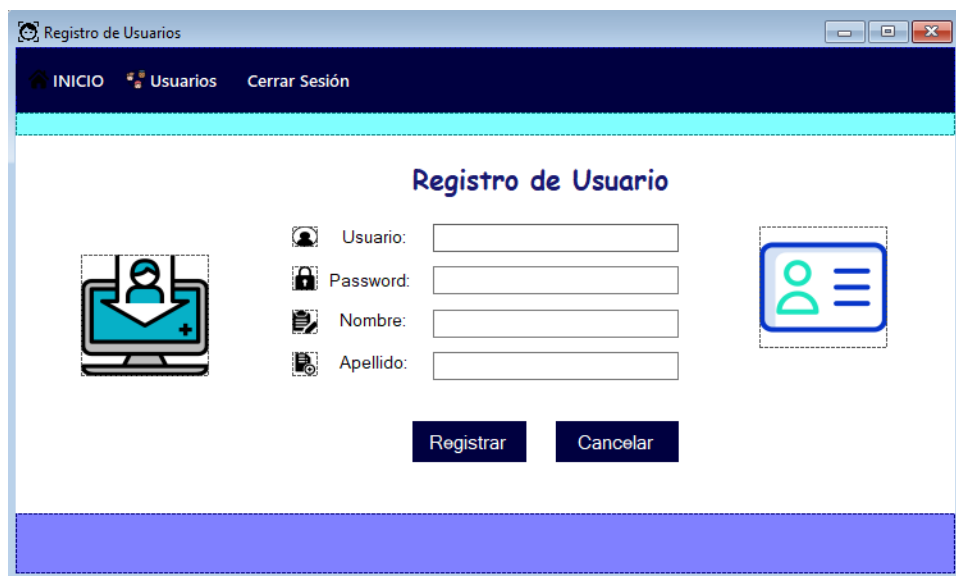 Registro de Usuarios
INICIO Usuarios Cerrar Sesión
Registro de Usuario
Usuario:
Password:
Nombre:
Apellido:
Registrar Cancelar